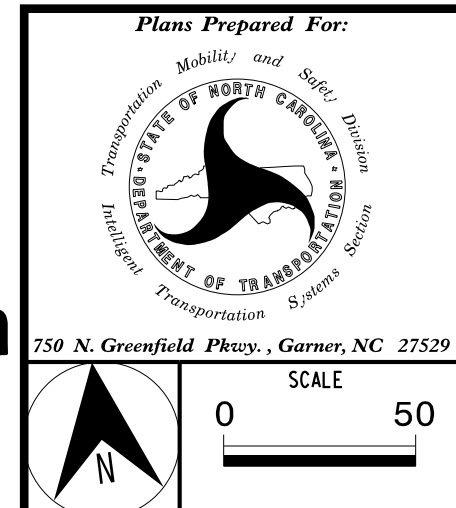 Plans Prepared For:
Transportation Mobility and Safety Division
STATE OF NORTH CAROLINA
DEPARTMENT OF TRANSPORTATION
Intelligent Transportation Systems Section
750 N. Greenfield Pkwy., Garner, NC 27529
N
SCALE
0 50